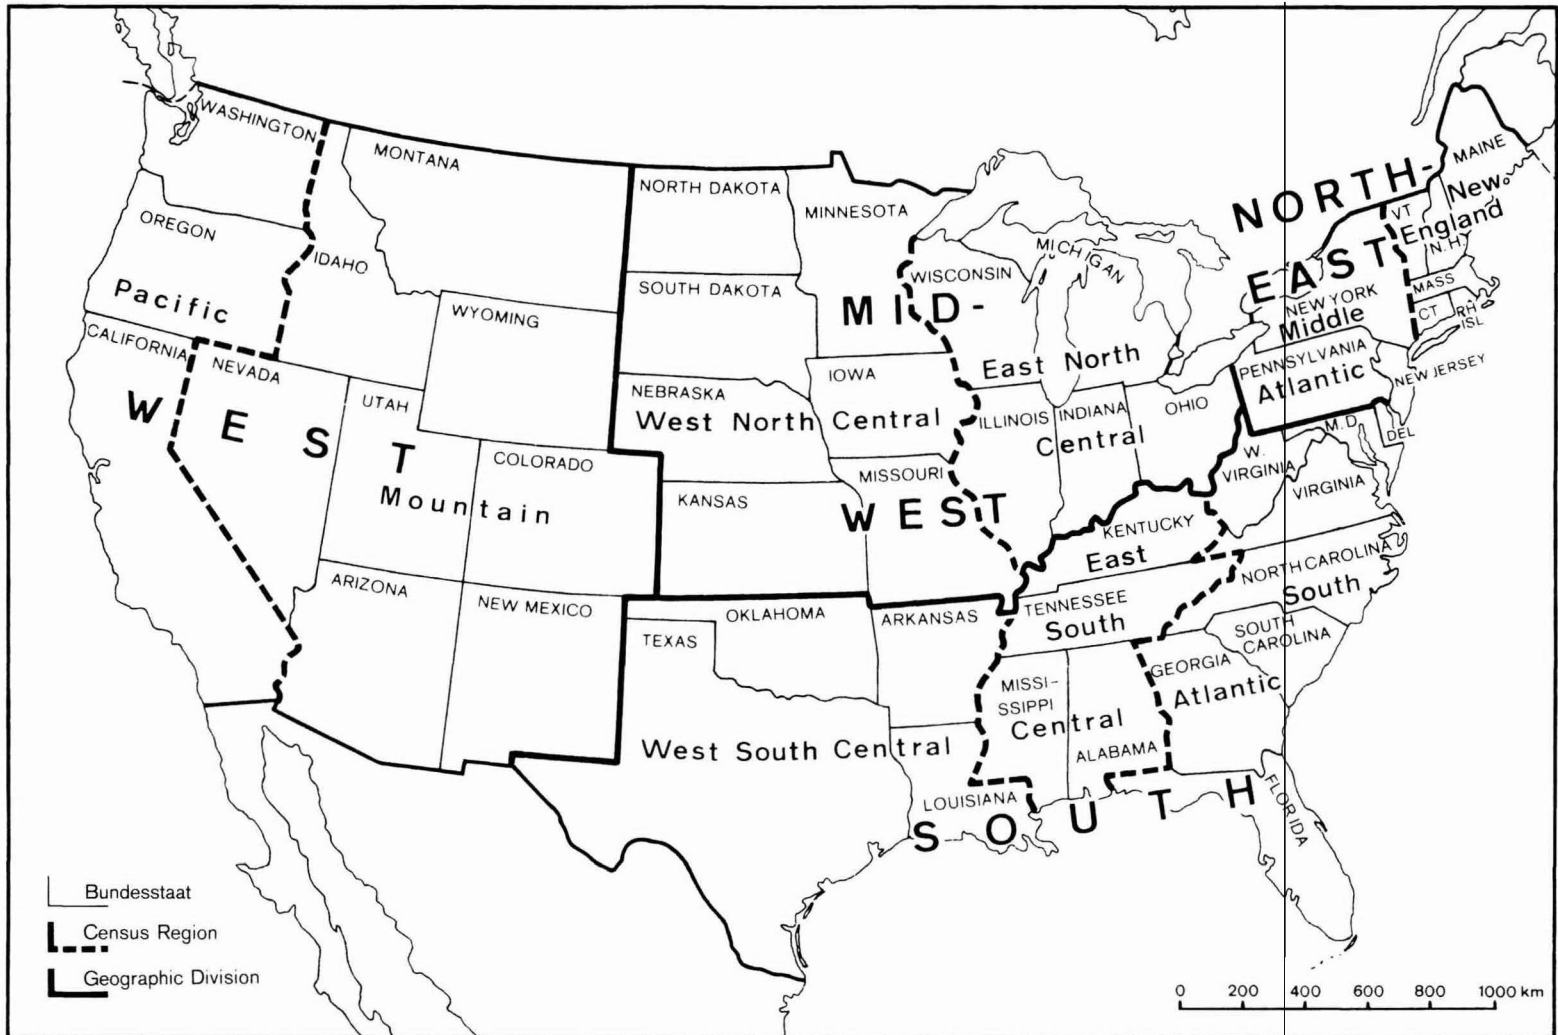 WASHINGTON
MONTANA
OREGON
IDAHO
Pacific
CALIFORNIA
NEVADA
WYOMING
UTAH
COLORADO
WEST
Mountain
ARIZONA
NEW MEXICO
NORTH DAKOTA
MINNESOTA
SOUTH DAKOTA
NEBRASKA
IOWA
West North Central
KANSAS
MISSOURI
MID-
WEST
WISCONSIN
MICHIGAN
East North
Central
ILLINOIS
INDIANA
OHIO
NORTH-
EAST
MAINE
New
England
VT
N.H.
MASS
CT
RH
ISL
NEW YORK
Middle
PENNSYLVANIA
Atlantic
NEW JERSEY
M.D.
DEL
W.
VIRGINIA
VIRGINIA
KENTUCKY
East
TENNESSEE
South
NORTH CAROLINA
South
SOUTH
CAROLINA
GEORGIA
Atlantic
MISSI-
SSIPPI
Central
ALABAMA
OKLAHOMA
ARKANSAS
TEXAS
West South Central
LOUISIANA
SOUTH
FLORIDA
Bundesstaat
Census Region
Geographic Division
0 200 400 600 800 1000 km